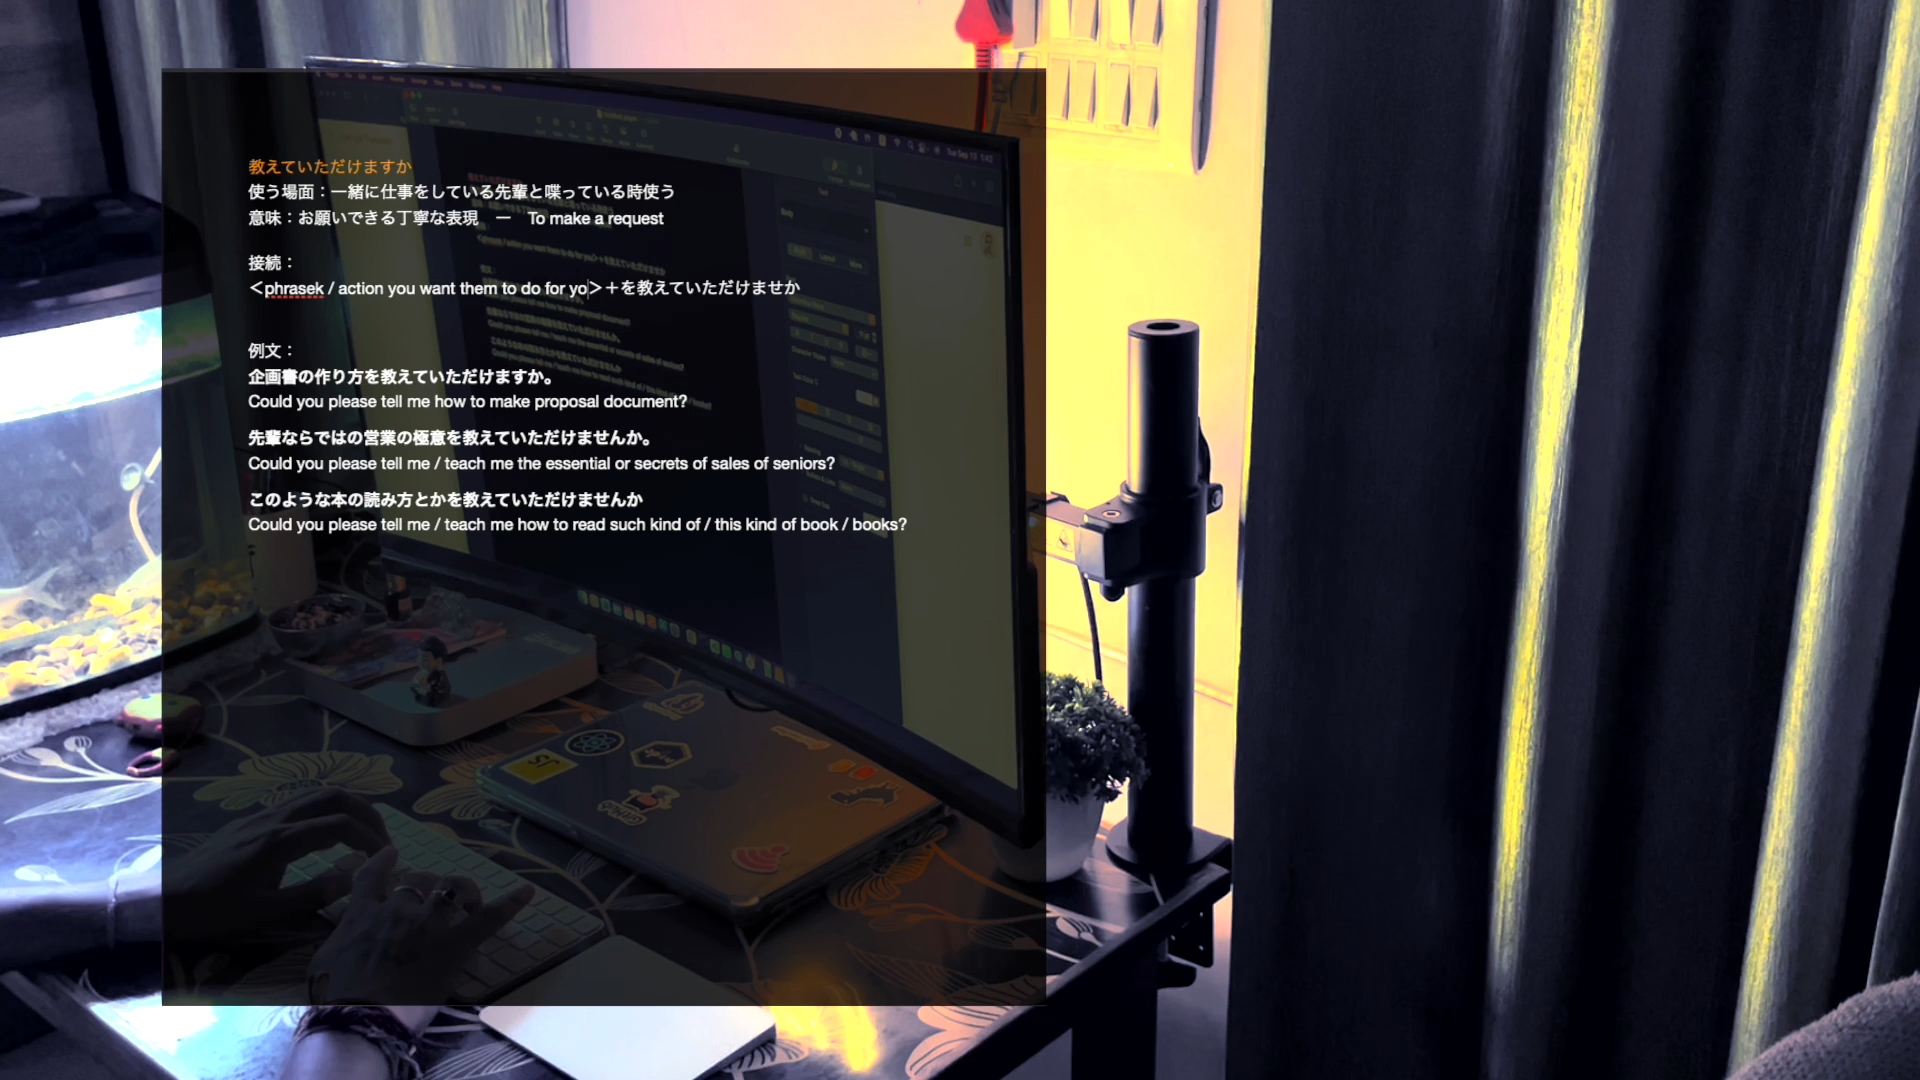 教えていただけますか
使う場面：一緒に仕事をしている先輩と喋っている時使う
意味：お願いできる丁寧な表現　ー　To make a request
接続：
＜phrasek / action you want them to do for yo＞＋を教えていただけませか
例文：
企画書の作り方を教えていただけますか。
Could you please tell me how to make proposal document?
先輩ならではの営業の極意を教えていただけませんか。
Could you please tell me / teach me the essential or secrets of sales of seniors?
このような本の読み方とかを教えていただけませんか
Could you please tell me / teach me how to read such kind of / this kind of book / books?
JS